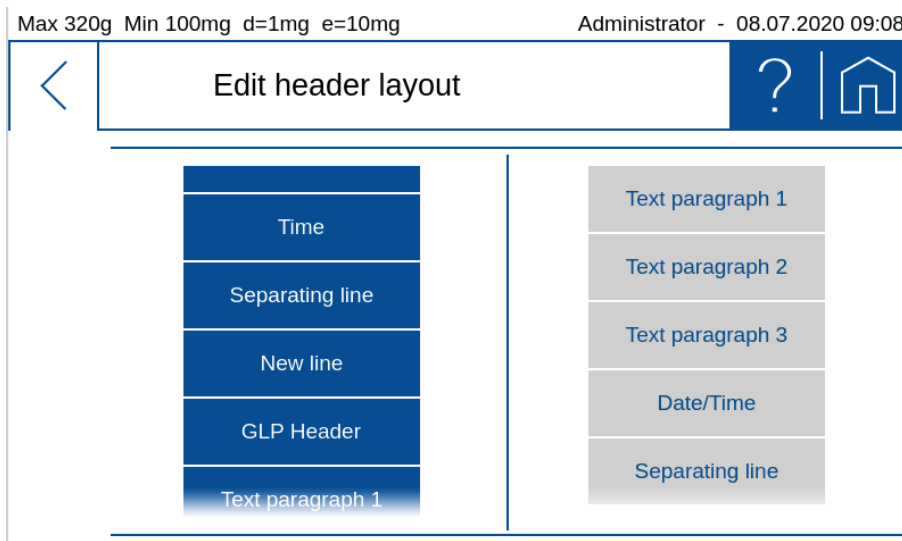 Max 320g  Min 100mg  d=1mg  e=10mg
Administrator  -  08.07.2020 09:08
Edit header layout
?
Time
Separating line
New line
GLP Header
Text paragraph 1
Text paragraph 1
Text paragraph 2
Text paragraph 3
Date/Time
Separating line